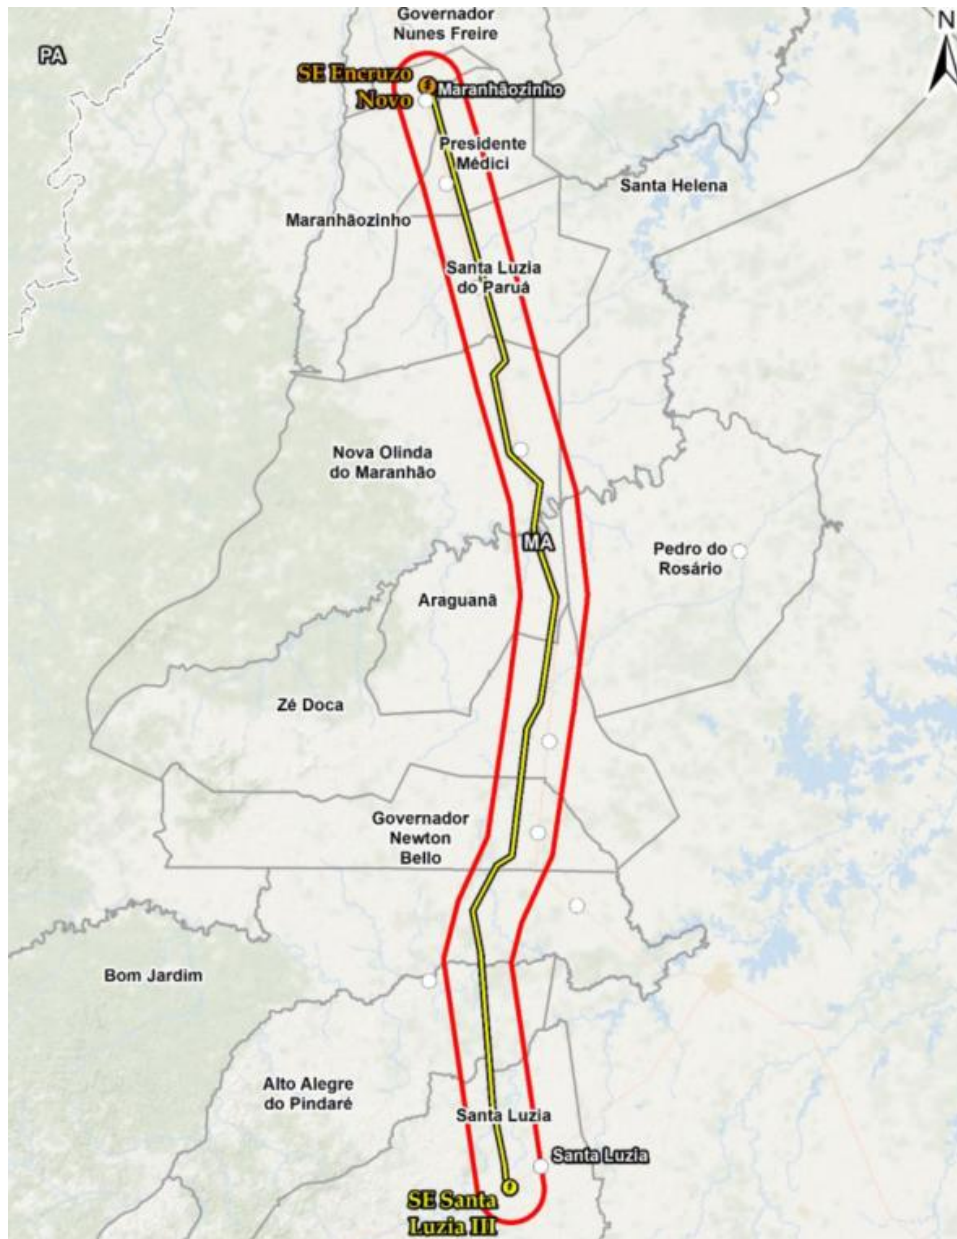 Governador
Nunes Freire
N
PA
SE Encruzo
Novo
Maranhãozinho
Presidente
Médici
Santa Helena
Maranhãozinho
Santa Luzia
do Paruá
Nova Olinda
do Maranhão
MA
Pedro do
Rosário
Araguanã
Zé Doca
Governador
Newton
Bello
Bom Jardim
Alto Alegre
do Pindaré
Santa Luzia
Santa Luzia
SE Santa
Luzia III